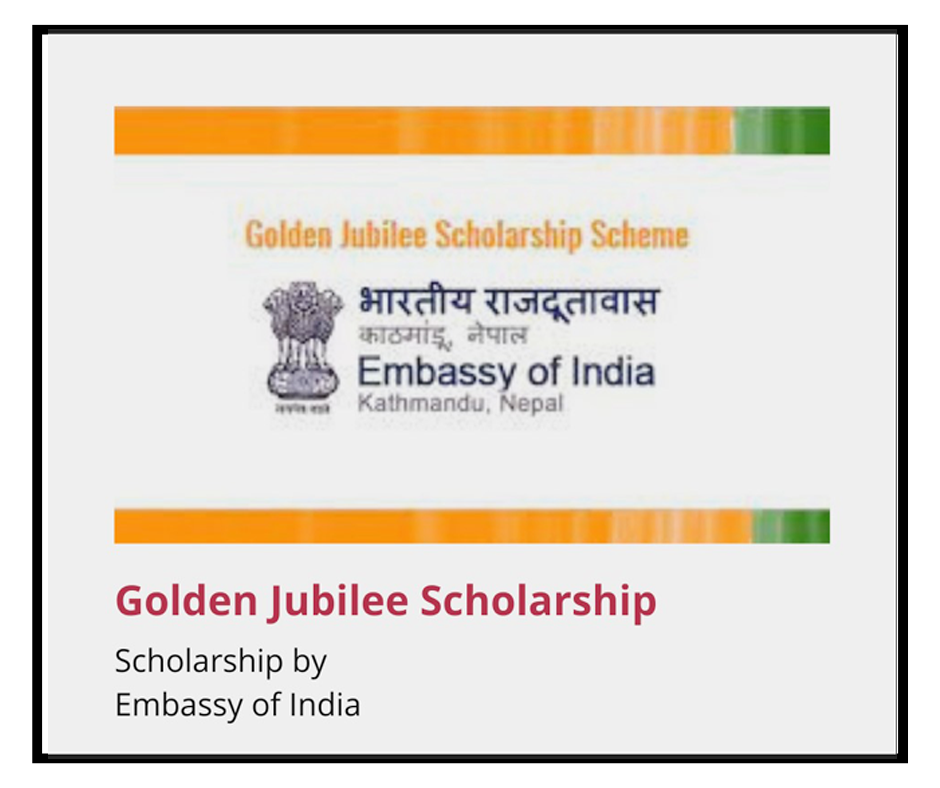 Golden Jubilee Scholarship Scheme
भारतीय राजदूतावास
काठमांडू, नेपाल
Embassy of India
Kathmandu, Nepal
Golden Jubilee Scholarship
Scholarship by
Embassy of India